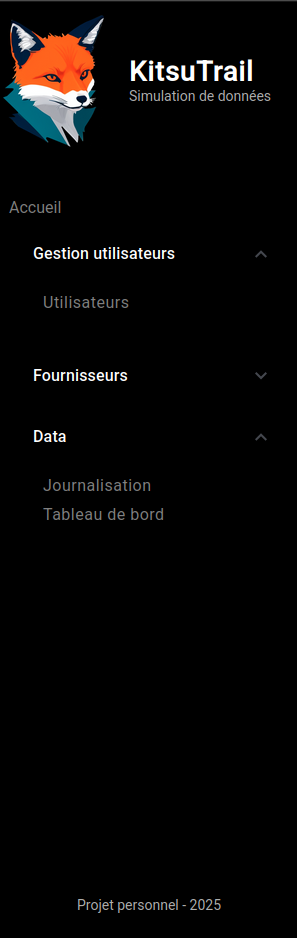 KitsuTrail
Simulation de données
Accueil
Gestion utilisateurs
Utilisateurs
Fournisseurs
Data
Journalisation
Tableau de bord
Projet personnel - 2025